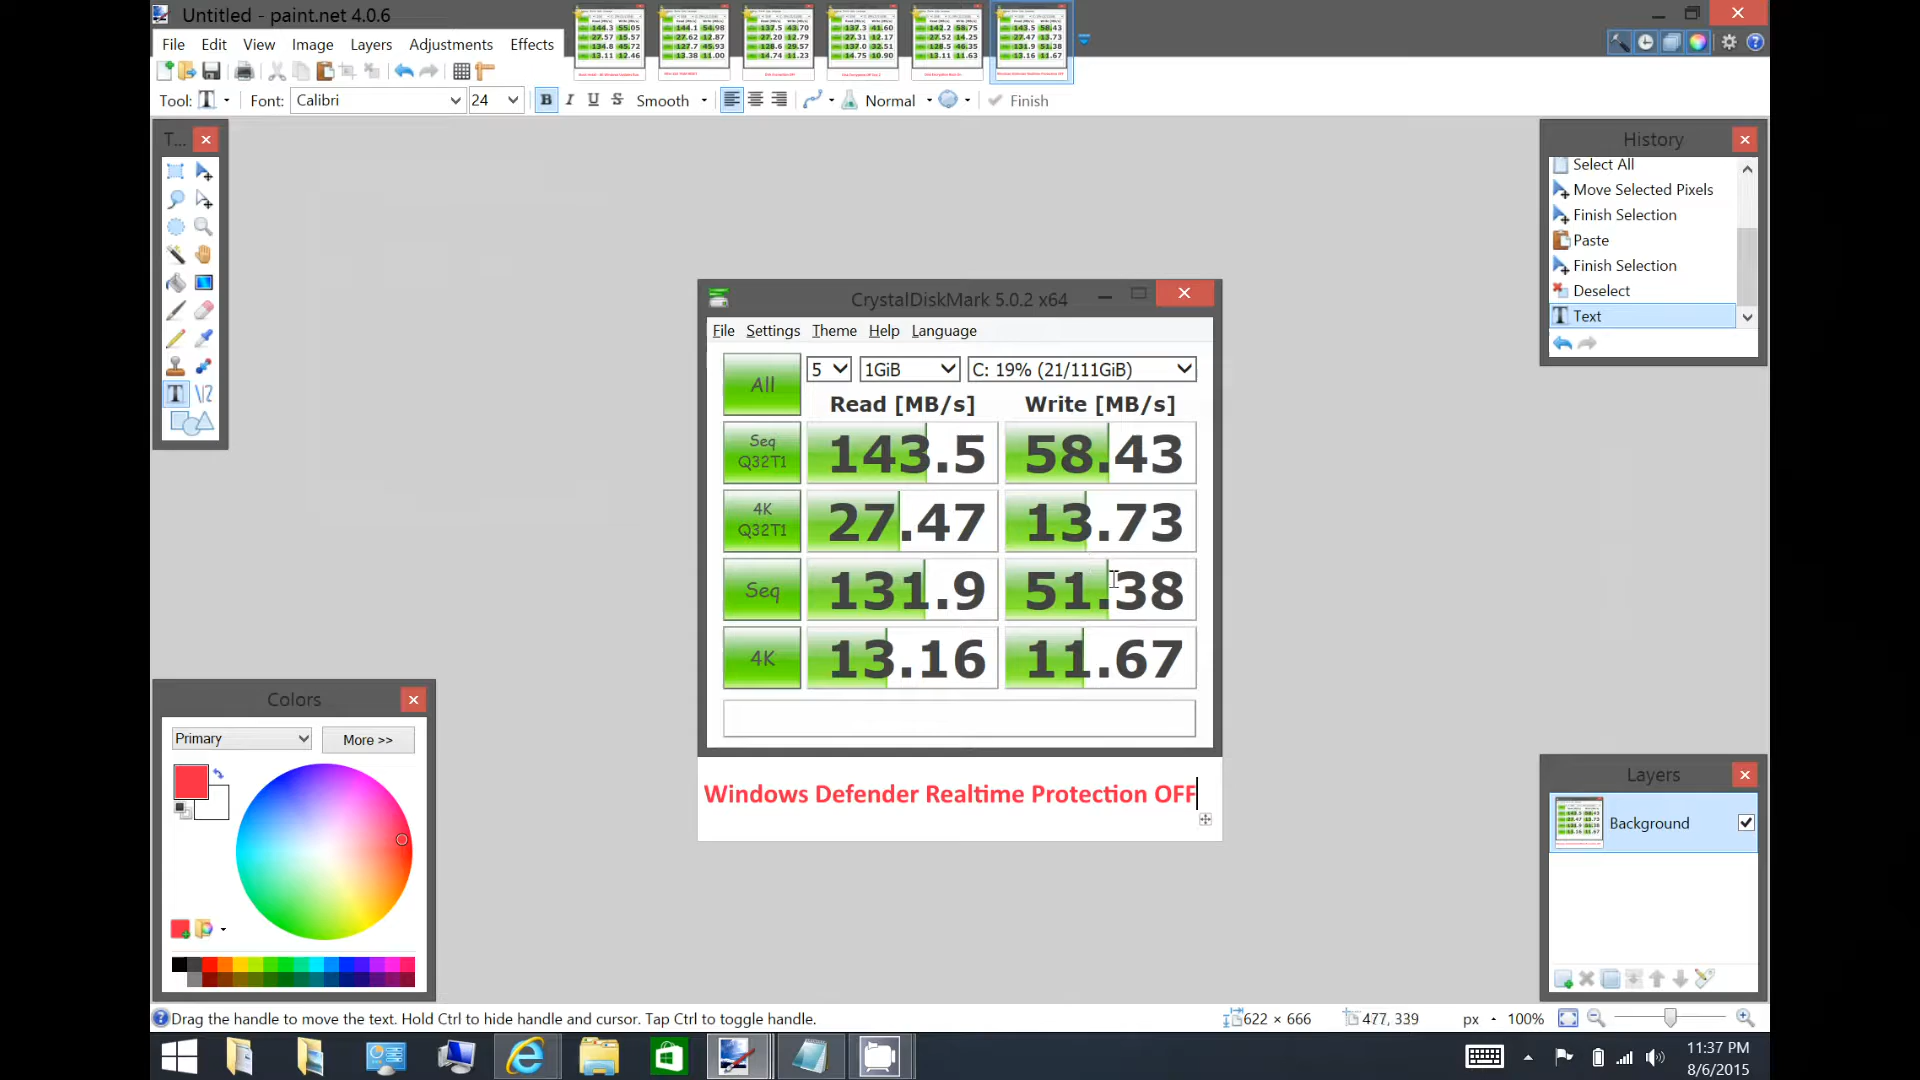 Untitled - paint.net 4.0.6
File Edit View Image Layers Adjustments Effects
Tool: Font: Calibri 24 B I U S Smooth Normal Finish
T...
History
Select All
Move Selected Pixels
Finish Selection
Paste
Finish Selection
Deselect
Text
CrystalDiskMark 5.0.2 x64
File Settings Theme Help Language
All 5 1GiB C: 19% (21/111GiB)
Read [MB/s] Write [MB/s]
Seq
Q32T1 143.5 58.43
4K
Q32T1 27.47 13.73
Seq 131.9 51.38
4K 13.16 11.67
Windows Defender Realtime Protection OFF
Colors
Primary More >>
Layers
Background
Drag the handle to move the text. Hold Ctrl to hide handle and cursor. Tap Ctrl to toggle handle.
622 × 666 477, 339 px 100%
11:37 PM
8/6/2015